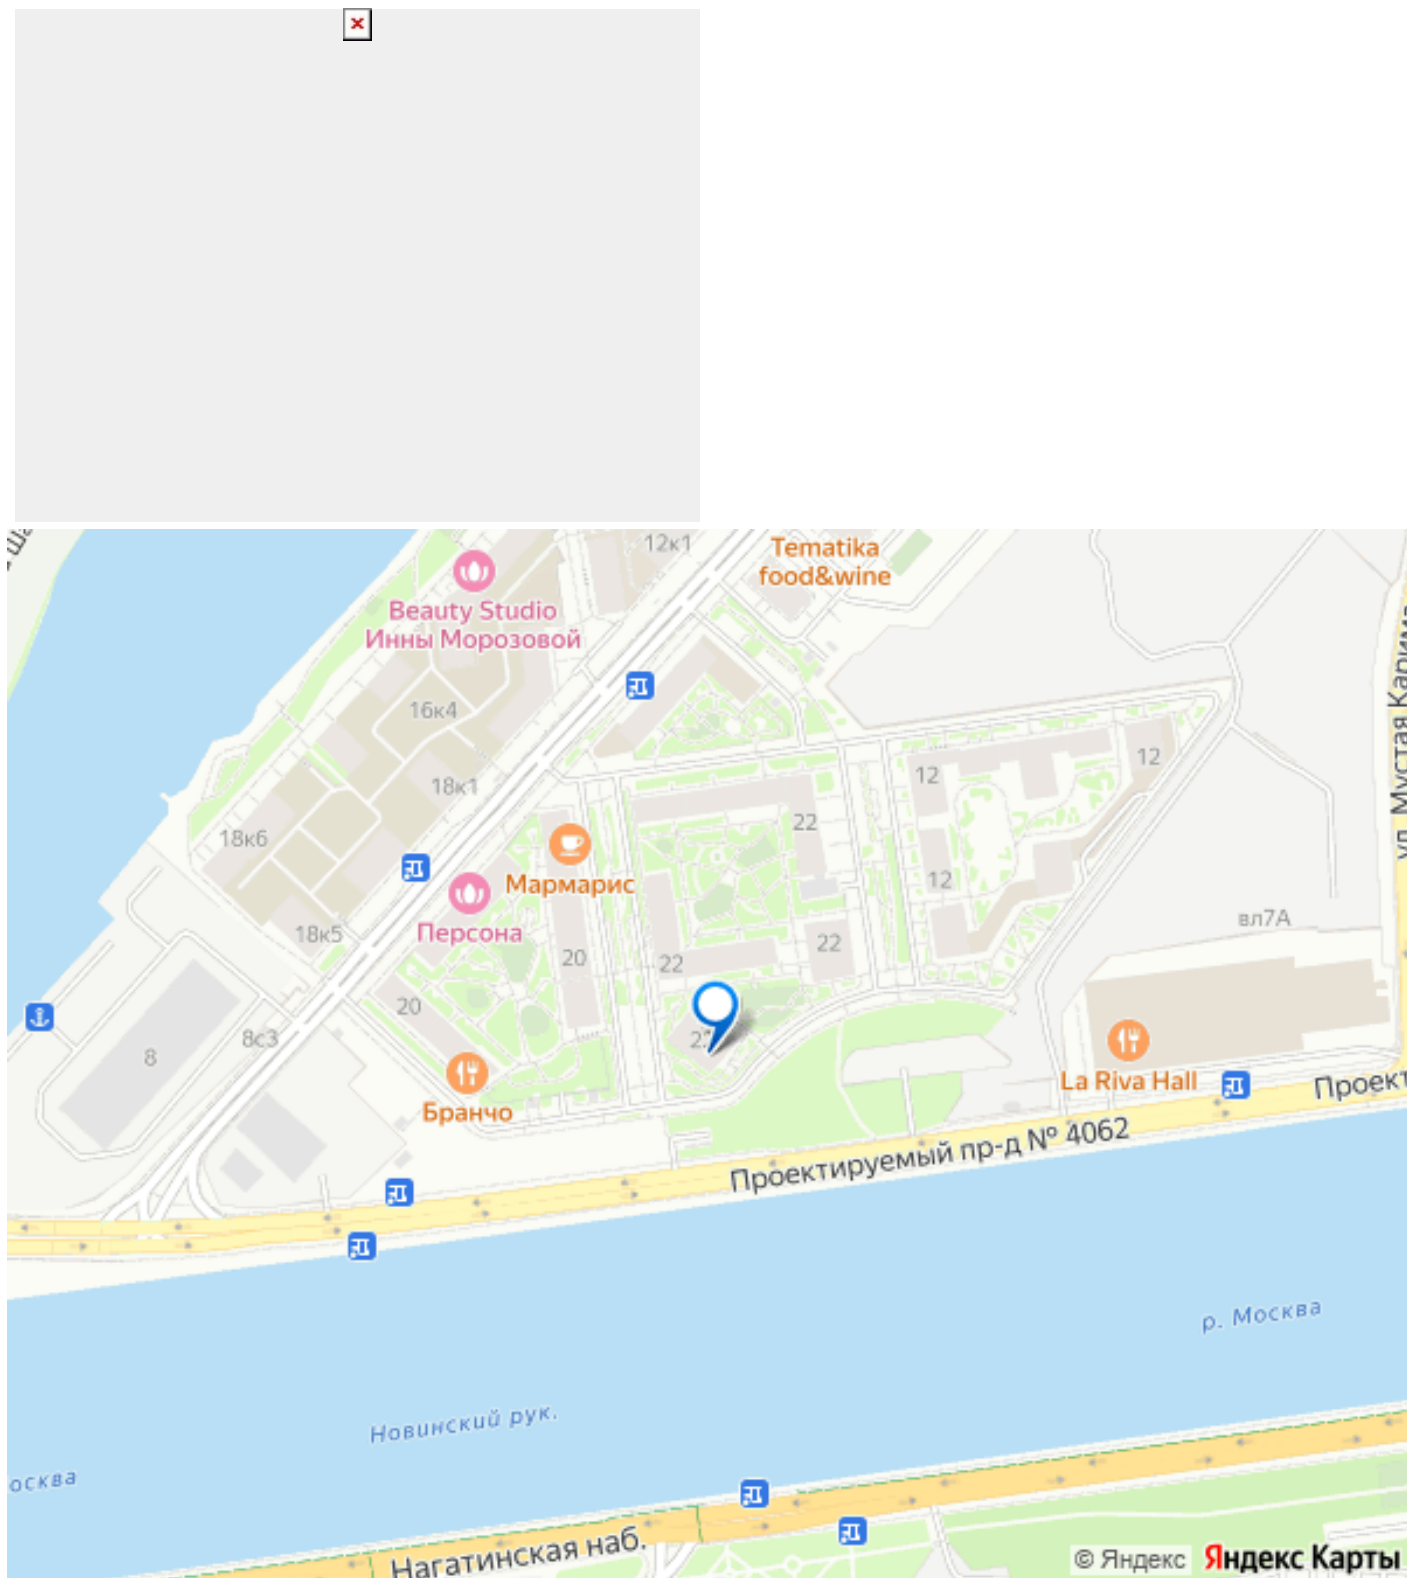 12к1
Tematika
food&wine
Beauty Studio
Инны Морозовой
16к4
18к1
18к6
12
12
22
Мармарис
12
вл7А
Персона
18к5
22
22
20
20
8с3
8
La Riva Hall
Бранчо
Проектируемый пр-д № 4062
р. Москва
Новинский рук.
Нагатинская наб.
© Яндекс
Яндекс Карты